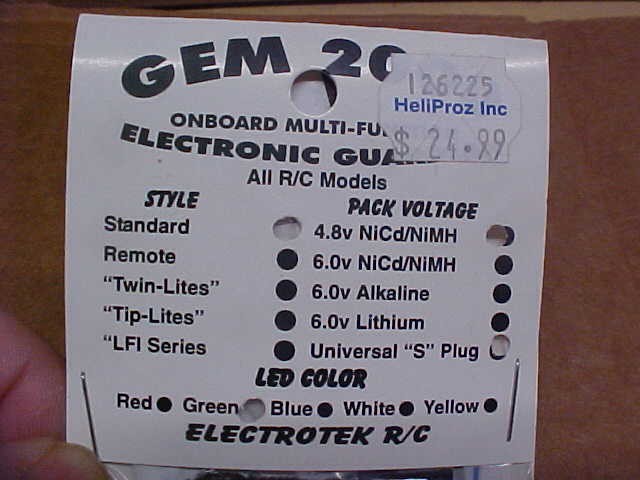 GEM 20
126225
HeliProz Inc
$ 24.99
ONBOARD MULTI-FU
ELECTRONIC GUA
All R/C Models
STYLE
PACK VOLTAGE
Standard
4.8v NiCd/NiMH
Remote
6.0v NiCd/NiMH
"Twin-Lites"
6.0v Alkaline
"Tip-Lites"
6.0v Lithium
"LFI Series
Universal "S" Plug
LED COLOR
Red Green Blue White Yellow
ELECTROTEK R/C